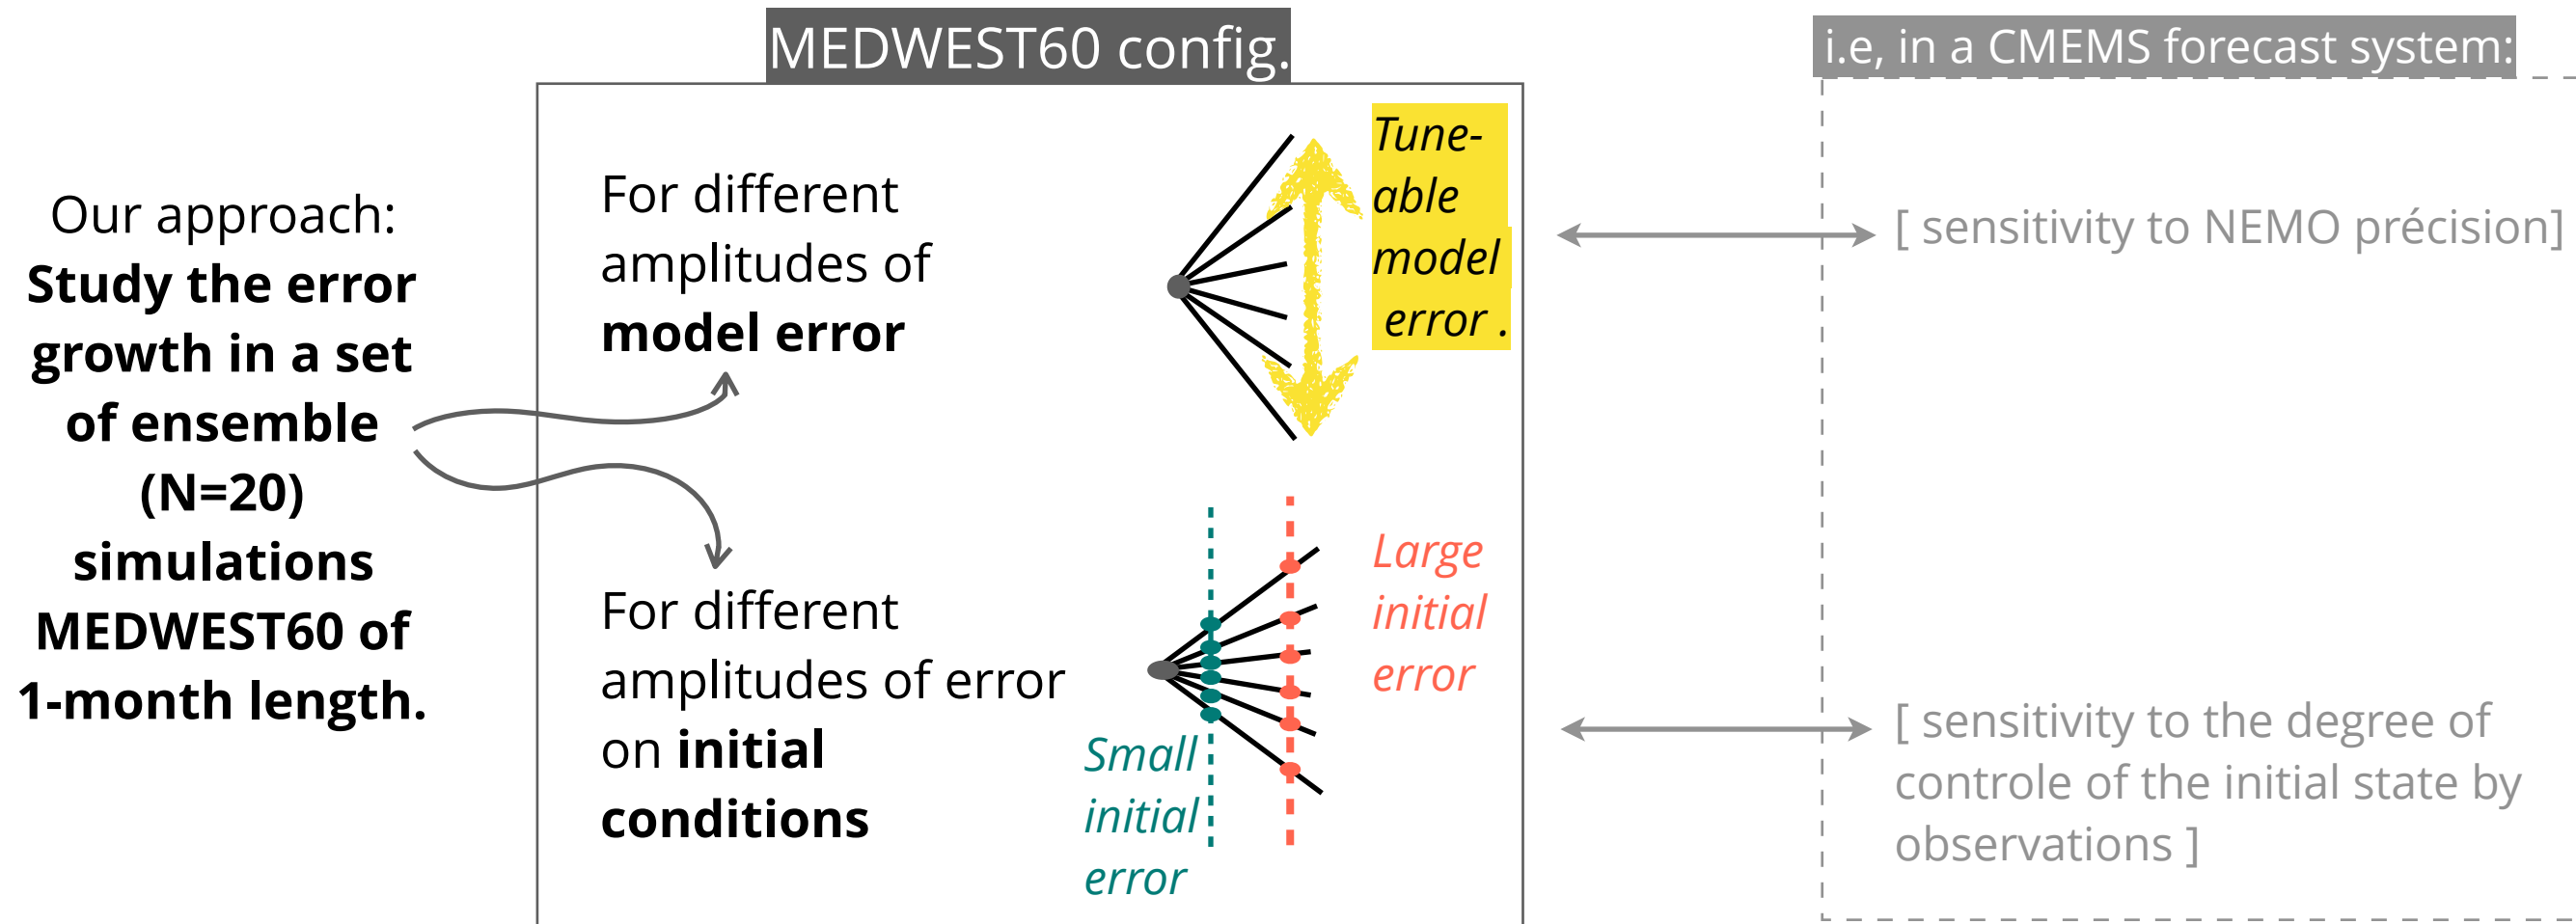 MEDWEST60 config.
i.e, in a CMEMS forecast system:
Our approach:
Study the error
growth in a set
of ensemble
(N=20)
simulations
MEDWEST60 of
1-month length.
For different
amplitudes of
model error
Tune-
able
model
error .
[ sensitivity to NEMO précision]
For different
amplitudes of error
on initial
conditions
Small
initial
error
Large
initial
error
[ sensitivity to the degree of
controle of the initial state by
observations ]